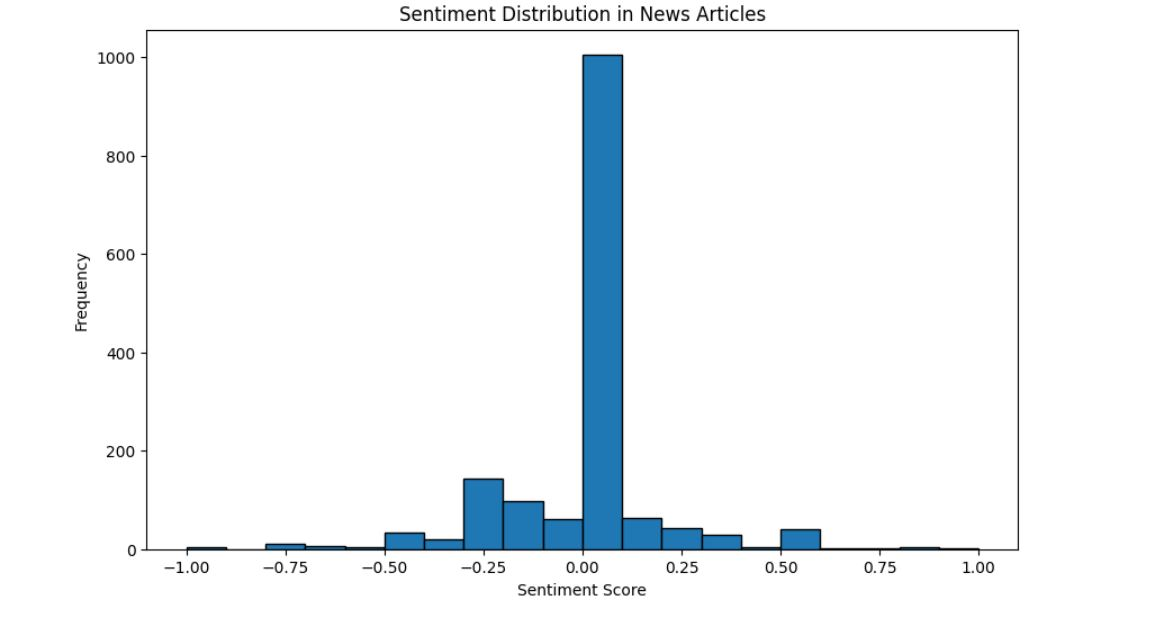 Sentiment Distribution in News Articles
1000
800
600
400
200
0
Frequency
−1.00 −0.75 −0.50 −0.25 0.00 0.25 0.50 0.75 1.00
Sentiment Score